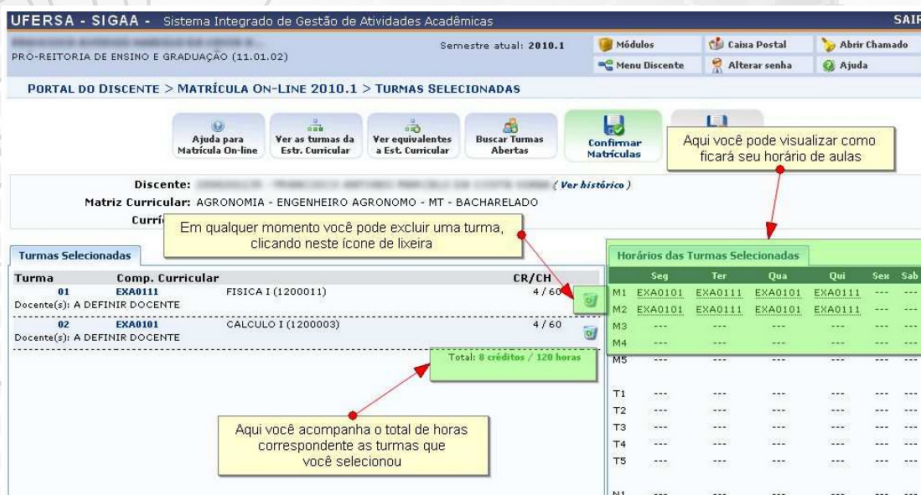 UFERSA - SIGAA - Sistema Integrado de Gestão de Atividades Acadêmicas SAIR
Semestre atual: 2010.1
Módulos Caixa Postal Abrir Chamado
PRÓ-REITORIA DE ENSINO E GRADUAÇÃO (11.01.02)
Menu Discente Alterar senha Ajuda
PORTAL DO DISCENTE > MATRÍCULA ON-LINE 2010.1 > TURMAS SELECIONADAS
Ajuda para Matrícula On-line
Ver as turmas da Estr. Curricular
Ver equivalentes a Est. Curricular
Buscar Turmas Abertas
Confirmar Matrículas
Aqui você pode visualizar como
ficará seu horário de aulas
Discente: ( Ver histórico )
Matriz Curricular: AGRONOMIA - ENGENHEIRO AGRONOMO - MT - BACHARELADO
Em qualquer momento você pode excluir uma turma,
clicando neste ícone de lixeira
Turmas Selecionadas
Turma Comp. Curricular CR/CH
01 EXA0111 FISICA I (1200011) 4 / 60
Docente(s): A DEFINIR DOCENTE
02 EXA0101 CALCULO I (1200003) 4 / 60
Docente(s): A DEFINIR DOCENTE
Total: 8 créditos / 120 horas
Aqui você acompanha o total de horas
correspondente as turmas que
você selecionou
Horários das Turmas Selecionadas
Seg Ter Qua Qui Sex Sab
M1 EXA0101 EXA0111 EXA0101 EXA0111 --- ---
M2 EXA0101 EXA0111 EXA0101 EXA0111 --- ---
M3 --- --- --- --- --- ---
M4 --- --- --- --- --- ---
M5 --- --- --- --- --- ---
T1 --- --- --- --- --- ---
T2 --- --- --- --- --- ---
T3 --- --- --- --- --- ---
T4 --- --- --- --- --- ---
T5 --- --- --- --- --- ---
N1 --- --- --- --- --- ---